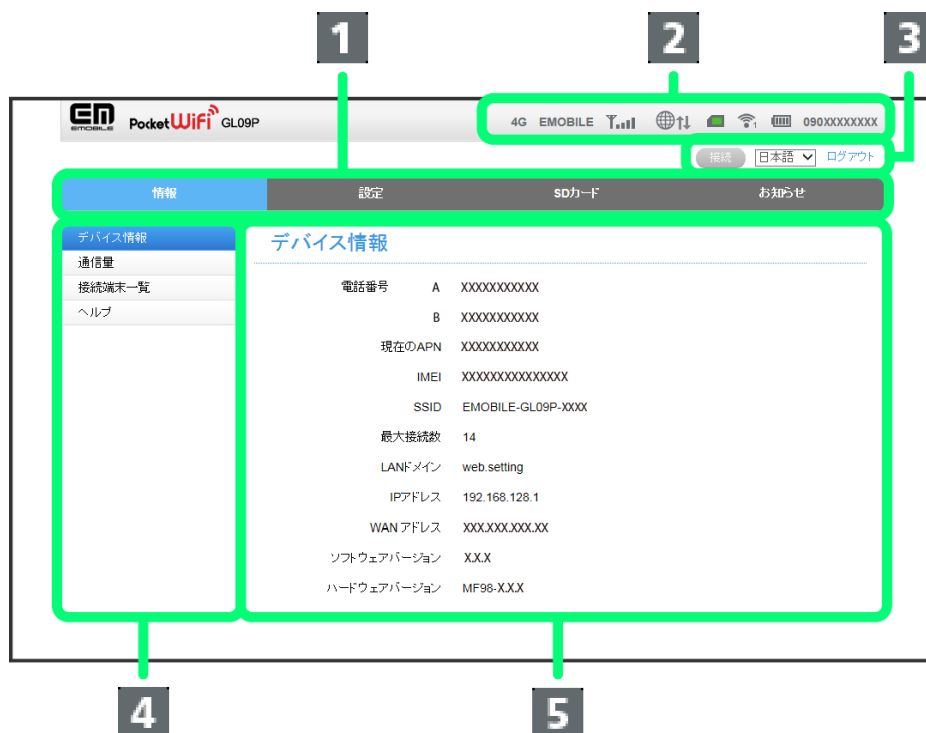 1 2 3
EM EMOBILE Pocket WiFi GL09P 4G EMOBILE 1 090XXXXXXXX
接続 日本語 ログアウト
情報 設定 SDカード お知らせ
デバイス情報
通信量
接続端末一覧
ヘルプ
デバイス情報
電話番号 A XXXXXXXXXXX
B XXXXXXXXXXX
現在のAPN XXXXXXXXXXX
IMEI XXXXXXXXXXXXXXX
SSID EMOBILE-GL09P-XXXX
最大接続数 14
LANドメイン web.setting
IPアドレス 192.168.128.1
WAN アドレス XXX.XXX.XXX.XX
ソフトウェアバージョン X.X.X
ハードウェアバージョン MF98-X.X.X
4 5